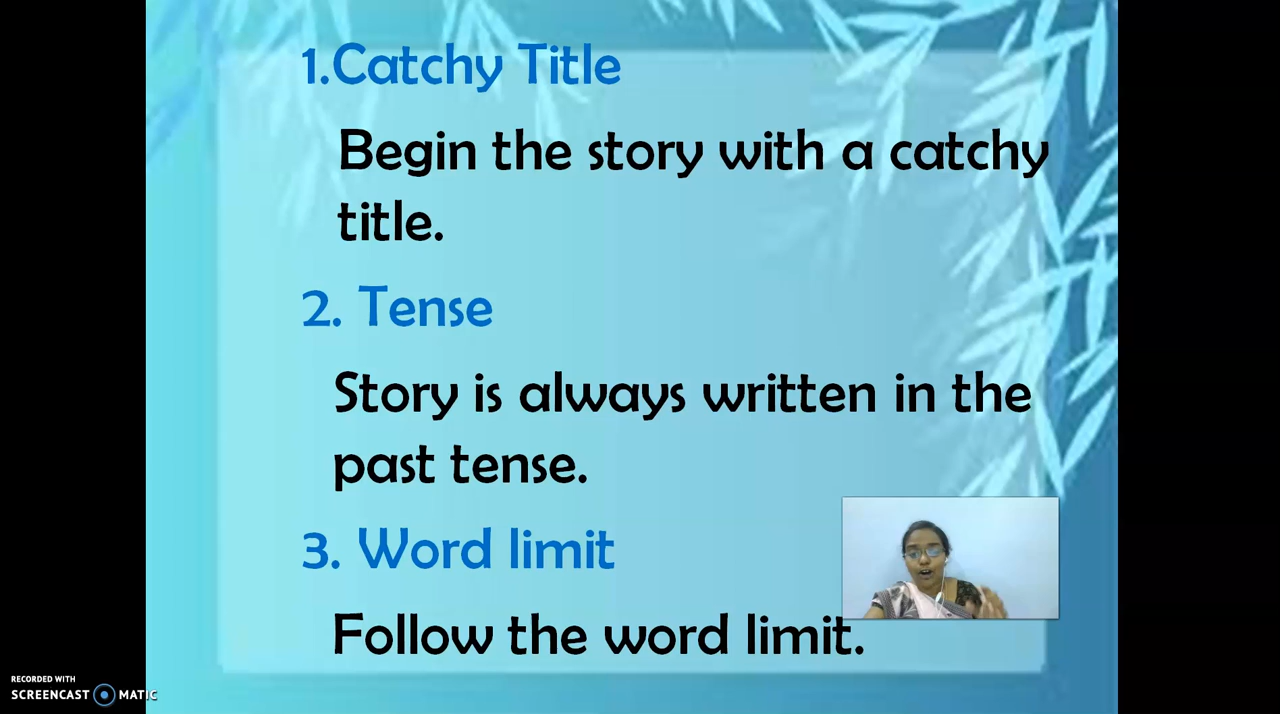 1.Catchy Title
Begin the story with a catchy
title.
2. Tense
Story is always written in the
past tense.
3. Word limit
Follow the word limit.
RECORDED WITH
SCREENCAST MATIC